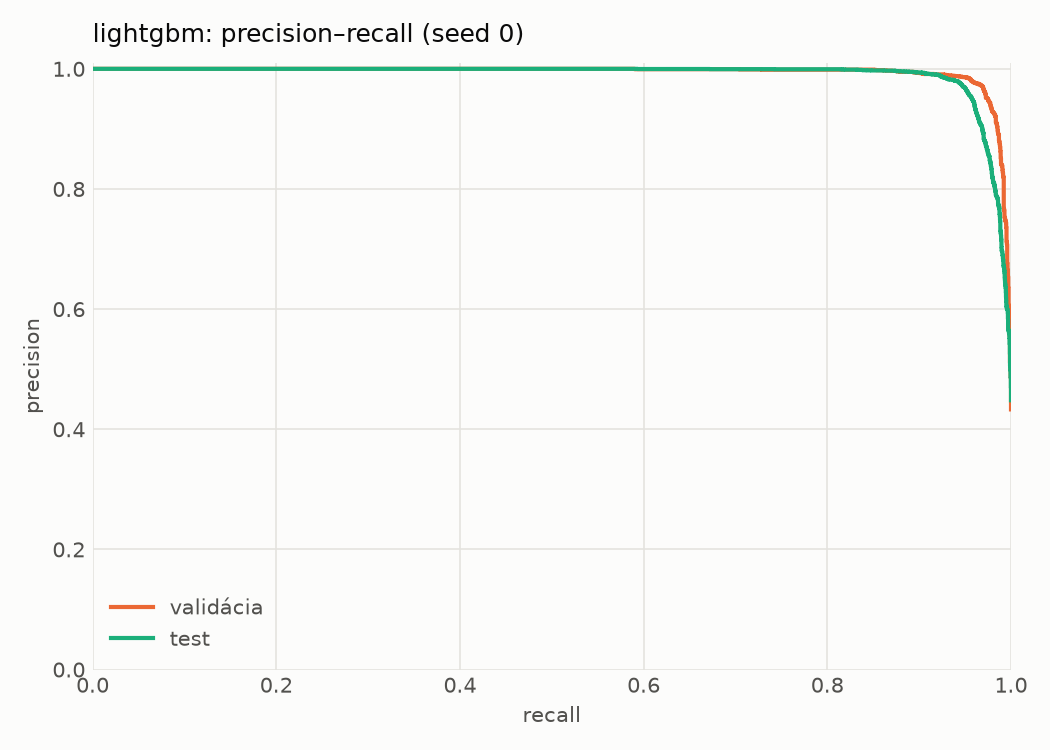 lightgbm: precision–recall (seed 0)
precision
1.0
0.8
0.6
0.4
0.2
0.0
validácia
test
0.0 0.2 0.4 0.6 0.8 1.0
recall